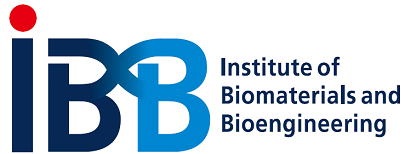 iBB
Institute of
Biomaterials and
Bioengineering